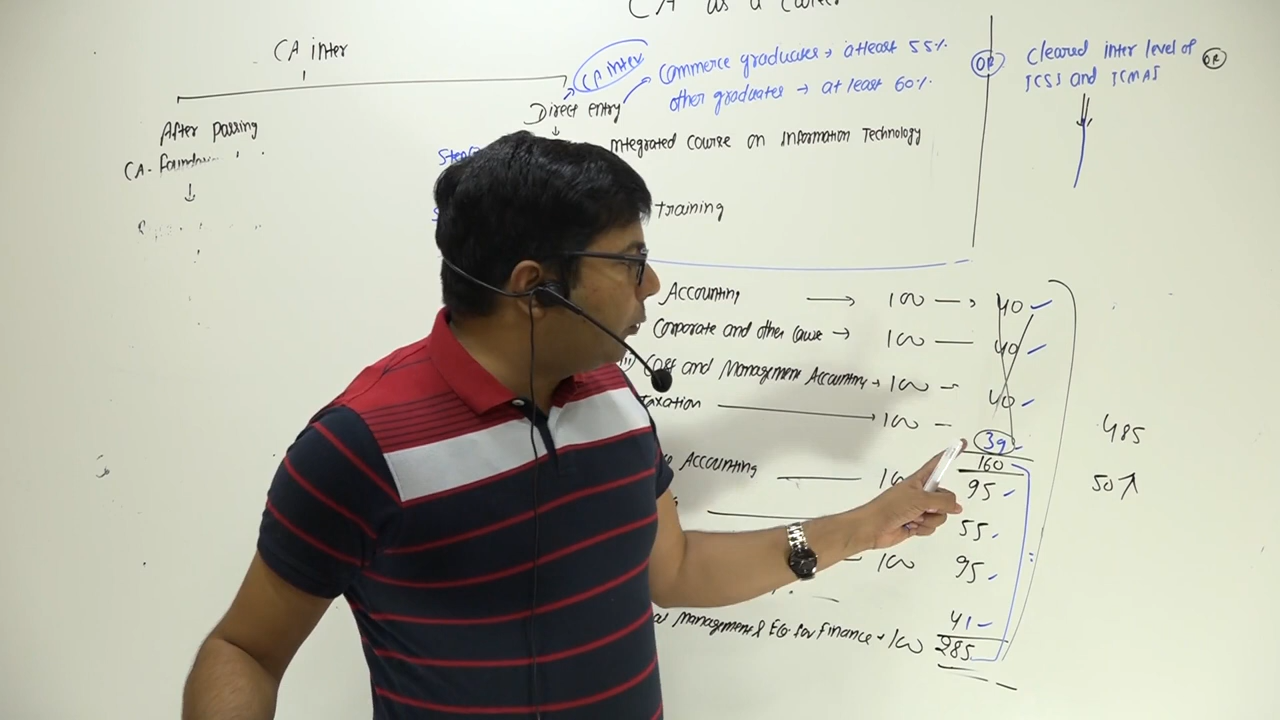 CA as a career
CA inter
CA inter
Direct entry
Commerce graduates → atleast 55%
other graduates → at least 60%
OR
Cleared inter level of
ICSI and ICMAI
OR
After passing
CA-
Integrated Course on Information Technology
training
Accounting → 100 → 40
Corporate and other laws → 100 — 40
(iii) Cost and Management Accounting → 100 - 40
taxation → 100 - 39
160
Accounting — 95
55
100 95
Management & Eco for Finance - 100 41
285
485
50%